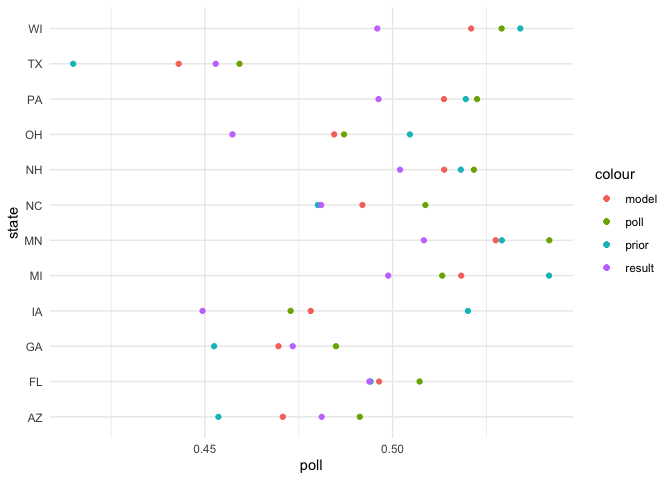 WI
TX
PA
OH
NH
NC
MN
MI
IA
GA
FL
AZ
state
0.45 0.50
poll
colour
model
poll
prior
result